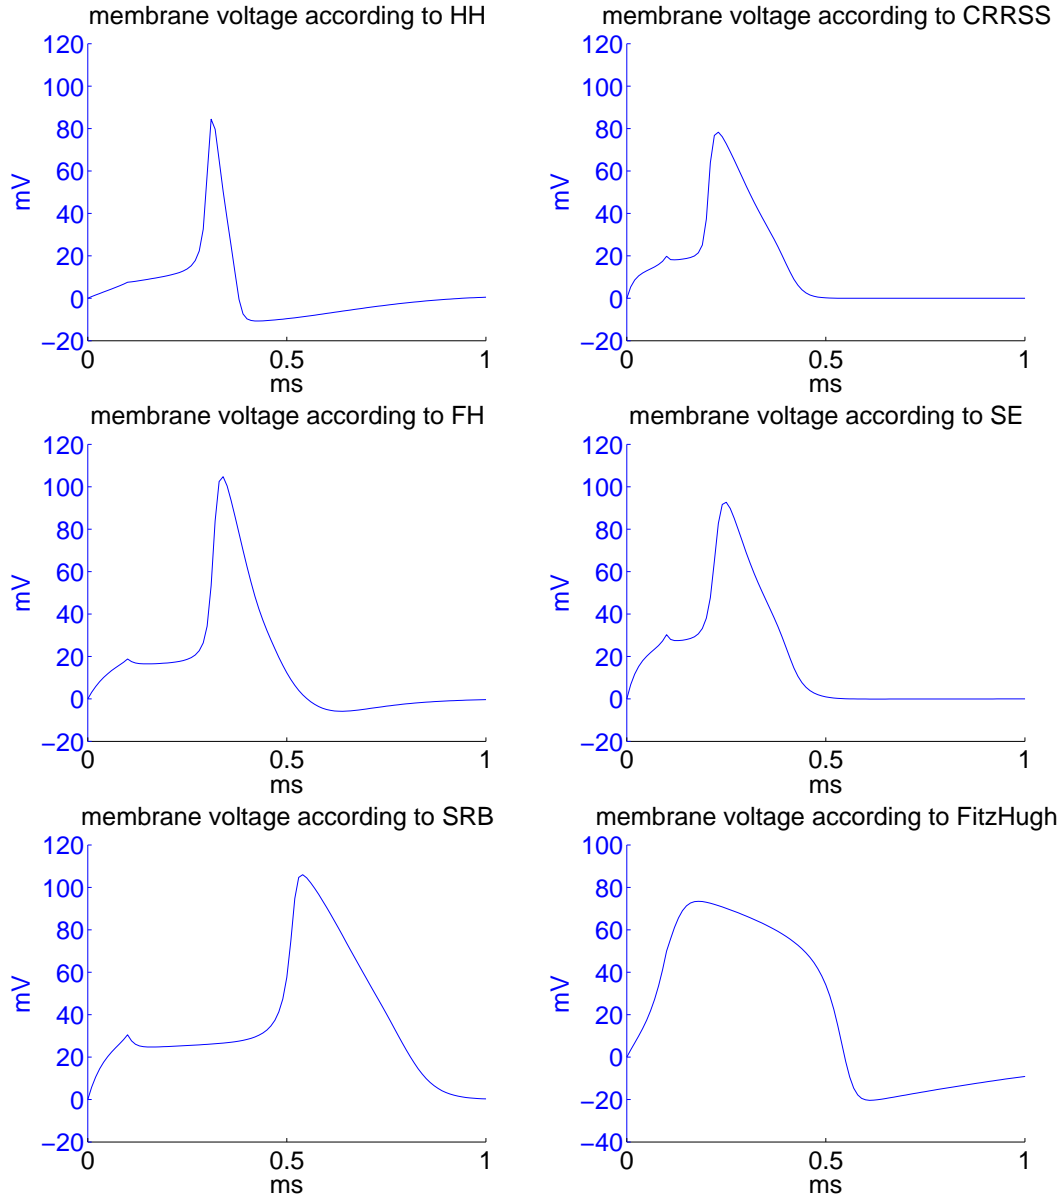 membrane voltage according to HH
120
100
80
60
40
20
0
−20
mV
0 0.5 1
ms
membrane voltage according to CRRSS
120
100
80
60
40
20
0
−20
mV
0 0.5 1
ms
membrane voltage according to FH
120
100
80
60
40
20
0
−20
mV
0 0.5 1
ms
membrane voltage according to SE
120
100
80
60
40
20
0
−20
mV
0 0.5 1
ms
membrane voltage according to SRB
120
100
80
60
40
20
0
−20
mV
0 0.5 1
ms
membrane voltage according to FitzHugh
100
80
60
40
20
0
−20
−40
mV
0 0.5 1
ms